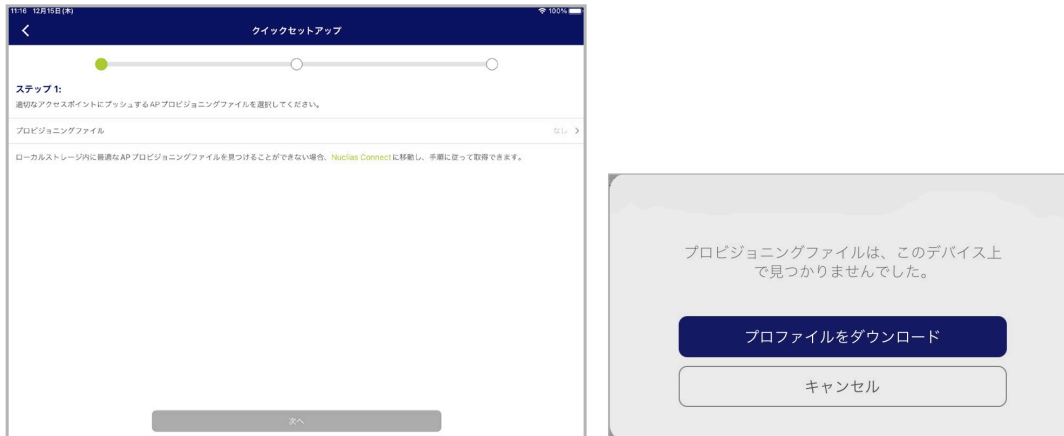 11:16 12月15日(木)
100%
クイックセットアップ
ステップ 1:
適切なアクセスポイントにプッシュするAP プロビジョニングファイルを選択してください。
プロビジョニングファイル
なし
ローカルストレージ内に最適なAP プロビジョニングファイルを見つけることができない場合、Nuclias Connectに移動し、手順に従って取得できます。
次へ
プロビジョニングファイルは、このデバイス上
で見つかりませんでした。
プロファイルをダウンロード
キャンセル